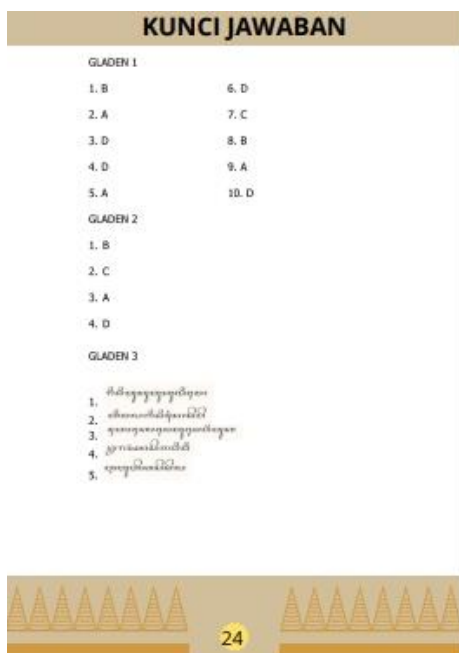 KUNCI JAWABAN
GLADEN 1
1. B
2. A
3. D
4. D
5. A
6. D
7. C
8. B
9. A
10. D
GLADEN 2
1. B
2. C
3. A
4. D
GLADEN 3
1.
2.
3.
4.
5.
24